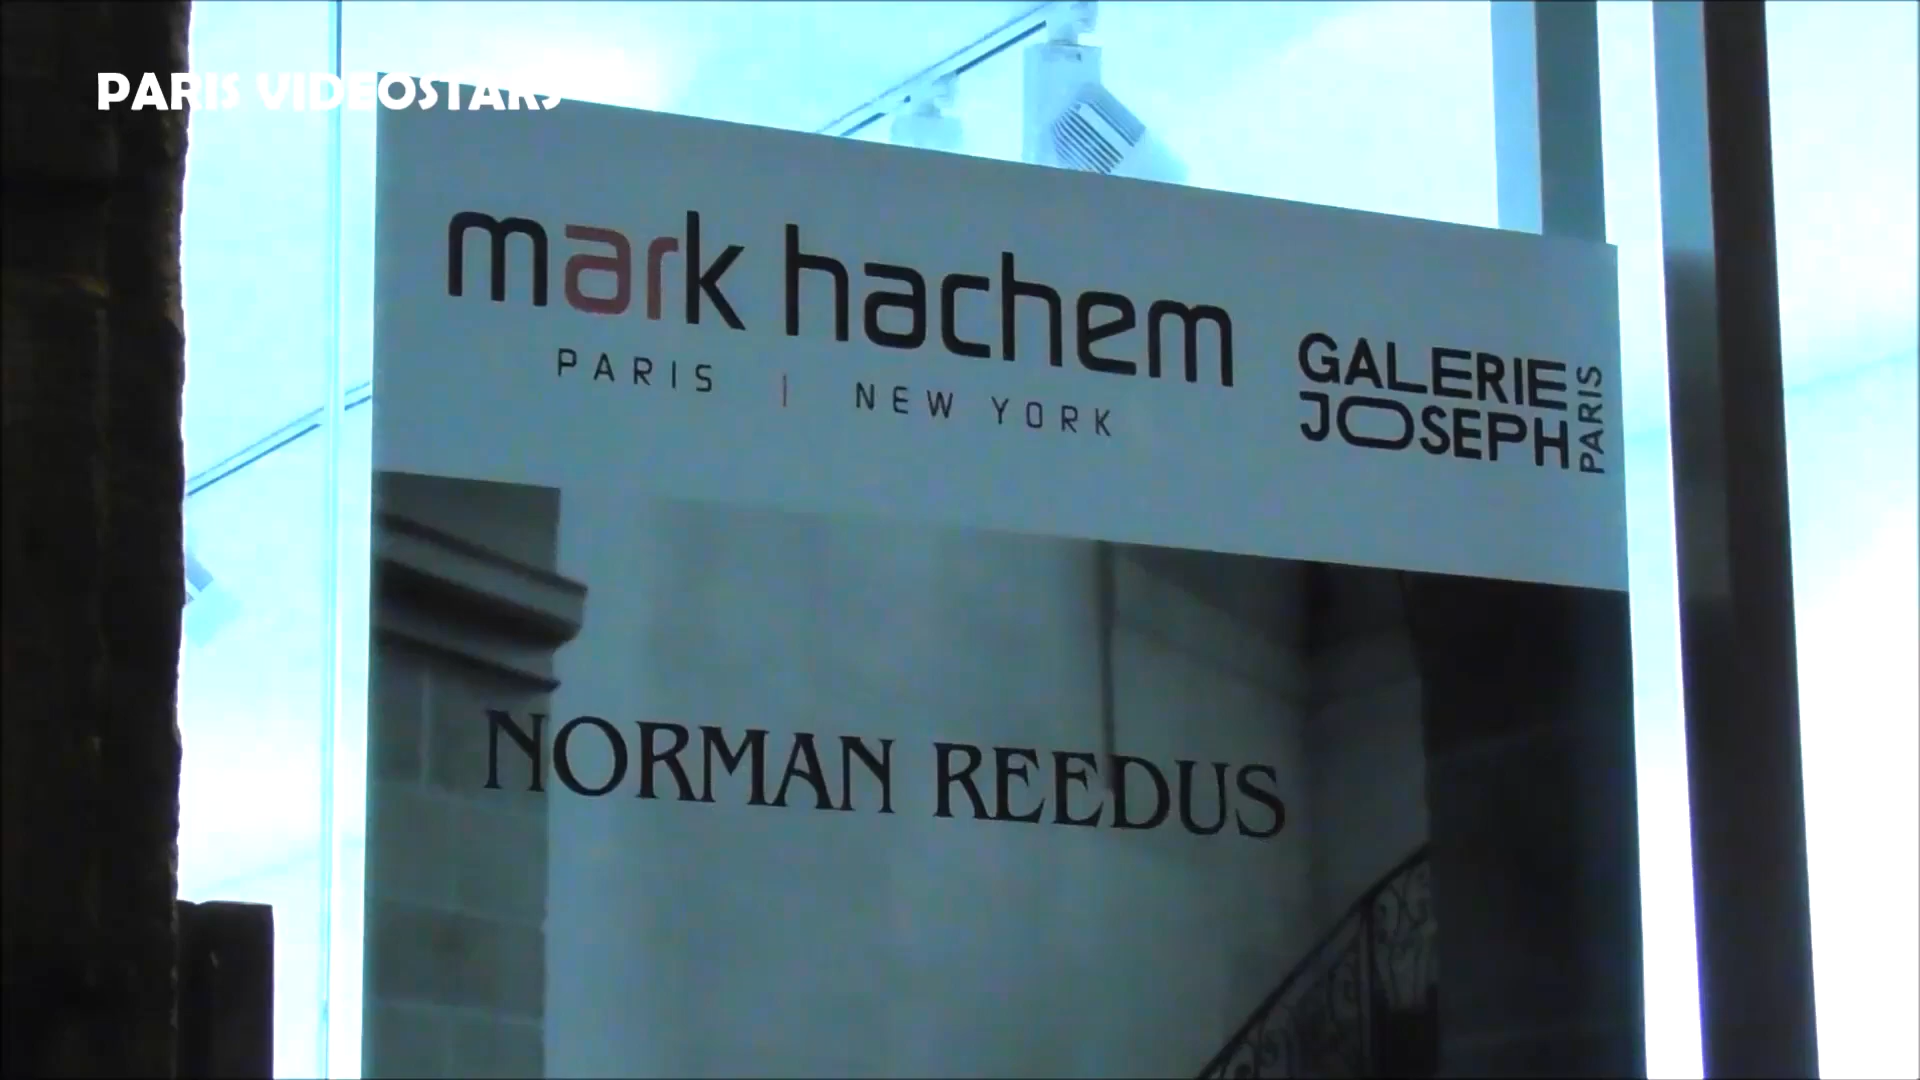 PARIS VIDEOSTARS
mark hachem
PARIS | NEW YORK
GALERIE
JOSEPH
PARIS
NORMAN REEDUS